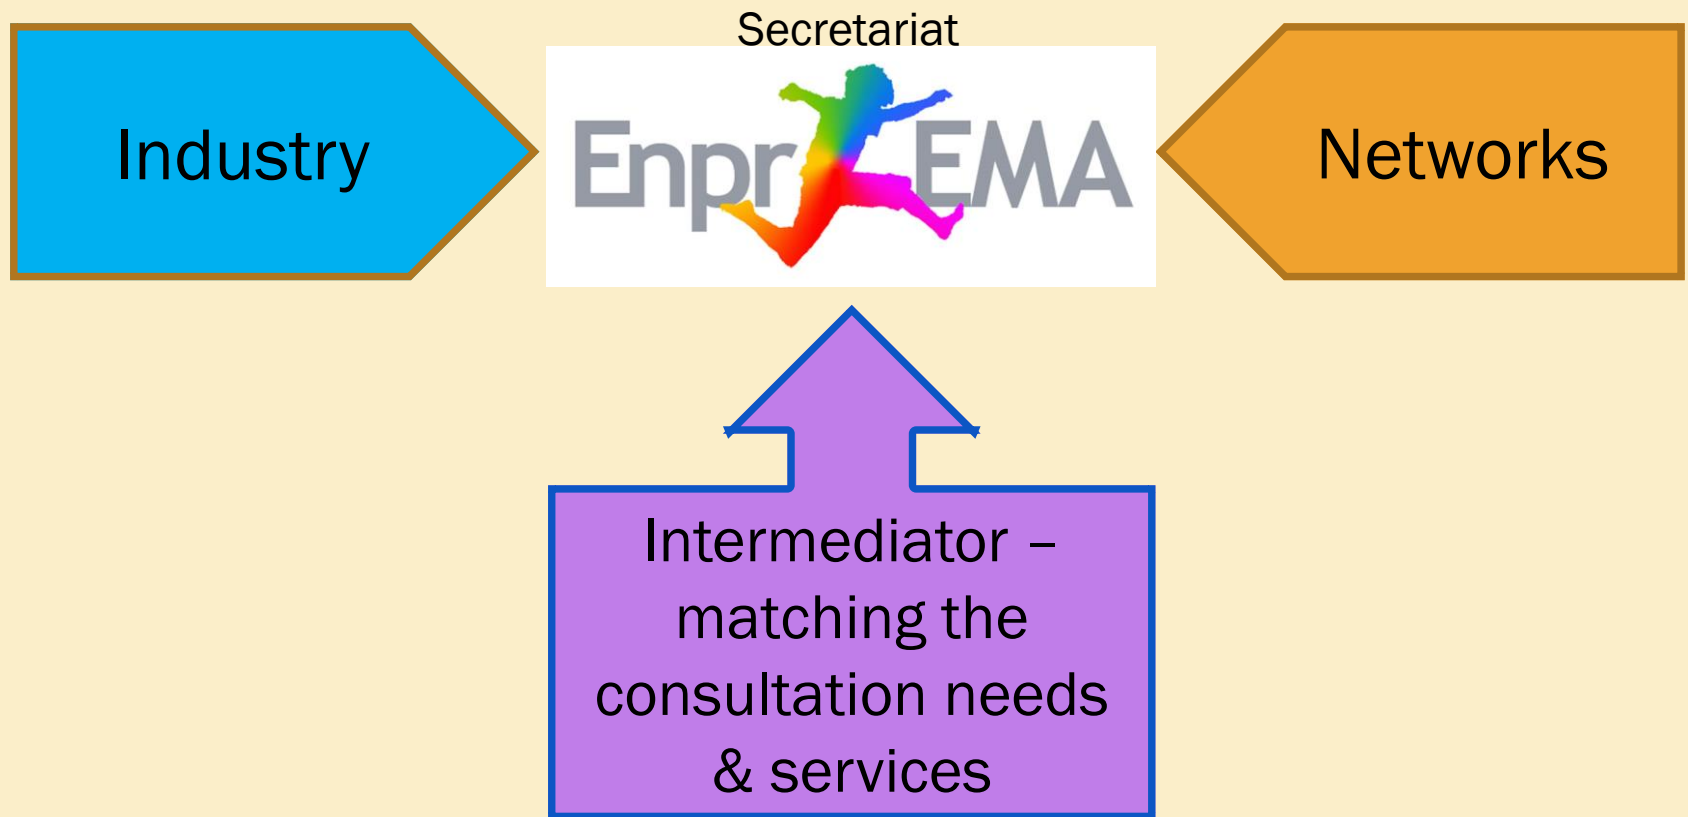 Secretariat
Industry
Enpr EMA
Networks
Intermediator –
matching the
consultation needs
& services